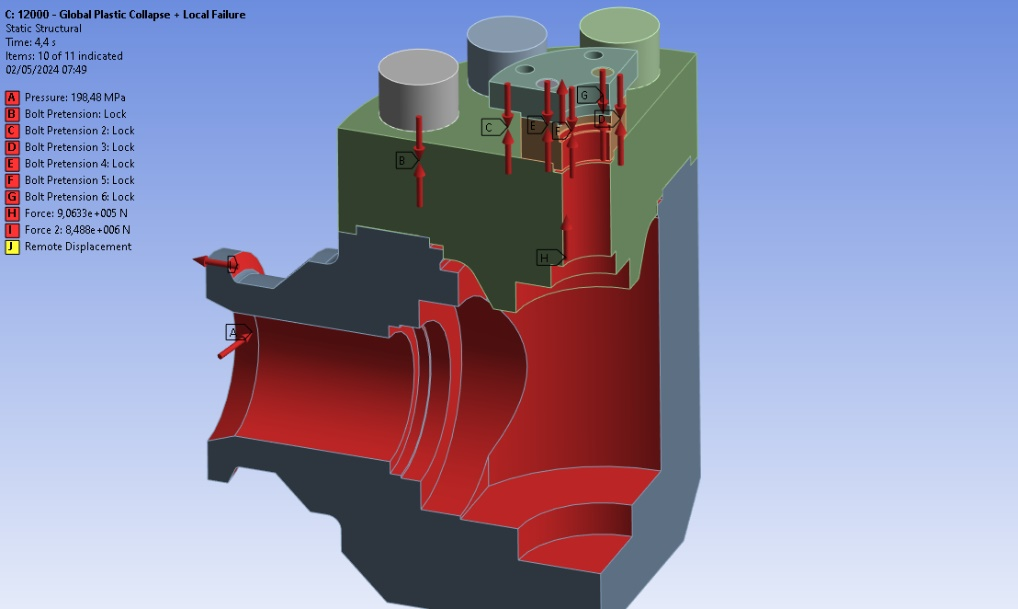 C: 12000 - Global Plastic Collapse + Local Failure
Static Structural
Time: 4,4 s
Items: 10 of 11 indicated
02/05/2024 07:49
A Pressure: 198,48 MPa
B Bolt Pretension: Lock
C Bolt Pretension 2: Lock
D Bolt Pretension 3: Lock
E Bolt Pretension 4: Lock
F Bolt Pretension 5: Lock
G Bolt Pretension 6: Lock
H Force: 9,0633e+005 N
I Force 2: 8,488e+006 N
J Remote Displacement
G
D
C
E
F
B
H
I
A